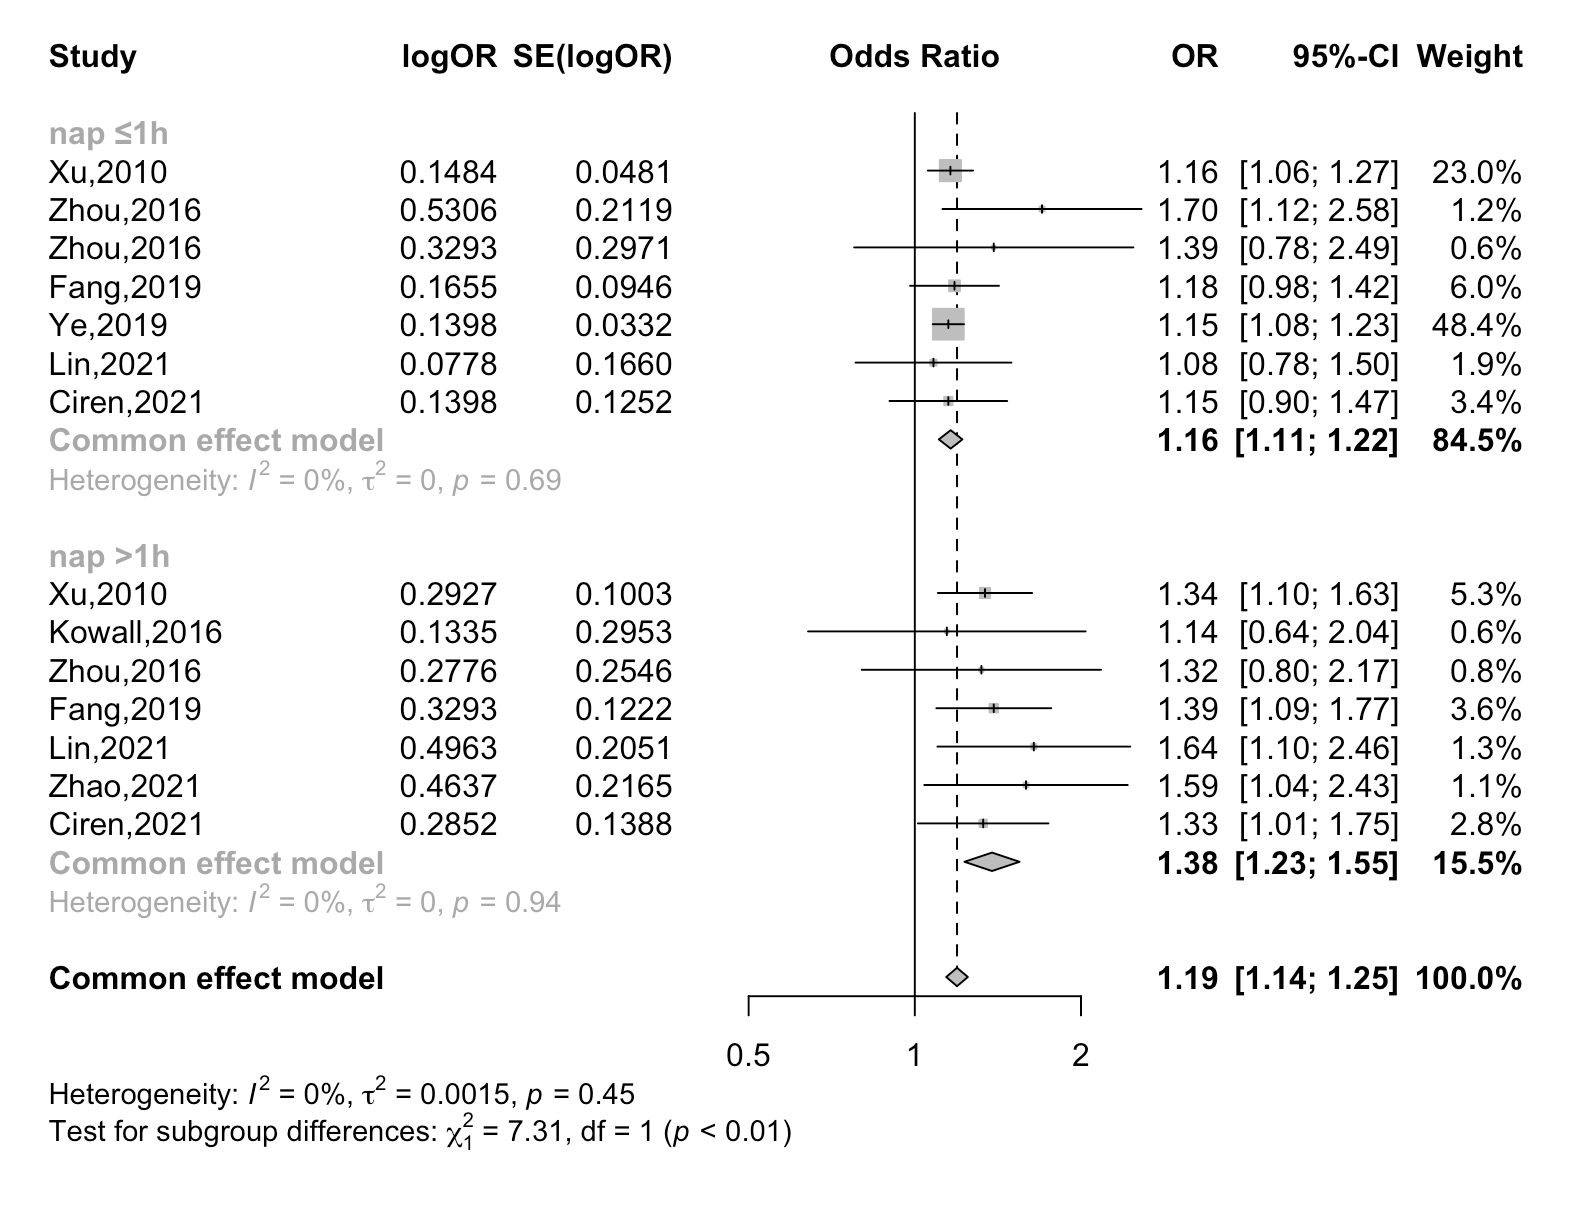 Study logOR SE(logOR) Odds Ratio OR 95%-CI Weight
nap ≤1h
Xu,2010 0.1484 0.0481 1.16 [1.06; 1.27] 23.0%
Zhou,2016 0.5306 0.2119 1.70 [1.12; 2.58] 1.2%
Zhou,2016 0.3293 0.2971 1.39 [0.78; 2.49] 0.6%
Fang,2019 0.1655 0.0946 1.18 [0.98; 1.42] 6.0%
Ye,2019 0.1398 0.0332 1.15 [1.08; 1.23] 48.4%
Lin,2021 0.0778 0.1660 1.08 [0.78; 1.50] 1.9%
Ciren,2021 0.1398 0.1252 1.15 [0.90; 1.47] 3.4%
Common effect model 1.16 [1.11; 1.22] 84.5%
Heterogeneity: I² = 0%, τ² = 0, p = 0.69
nap >1h
Xu,2010 0.2927 0.1003 1.34 [1.10; 1.63] 5.3%
Kowall,2016 0.1335 0.2953 1.14 [0.64; 2.04] 0.6%
Zhou,2016 0.2776 0.2546 1.32 [0.80; 2.17] 0.8%
Fang,2019 0.3293 0.1222 1.39 [1.09; 1.77] 3.6%
Lin,2021 0.4963 0.2051 1.64 [1.10; 2.46] 1.3%
Zhao,2021 0.4637 0.2165 1.59 [1.04; 2.43] 1.1%
Ciren,2021 0.2852 0.1388 1.33 [1.01; 1.75] 2.8%
Common effect model 1.38 [1.23; 1.55] 15.5%
Heterogeneity: I² = 0%, τ² = 0, p = 0.94
Common effect model 1.19 [1.14; 1.25] 100.0%
0.5 1 2
Heterogeneity: I² = 0%, τ² = 0.0015, p = 0.45
Test for subgroup differences: χ₁² = 7.31, df = 1 (p < 0.01)